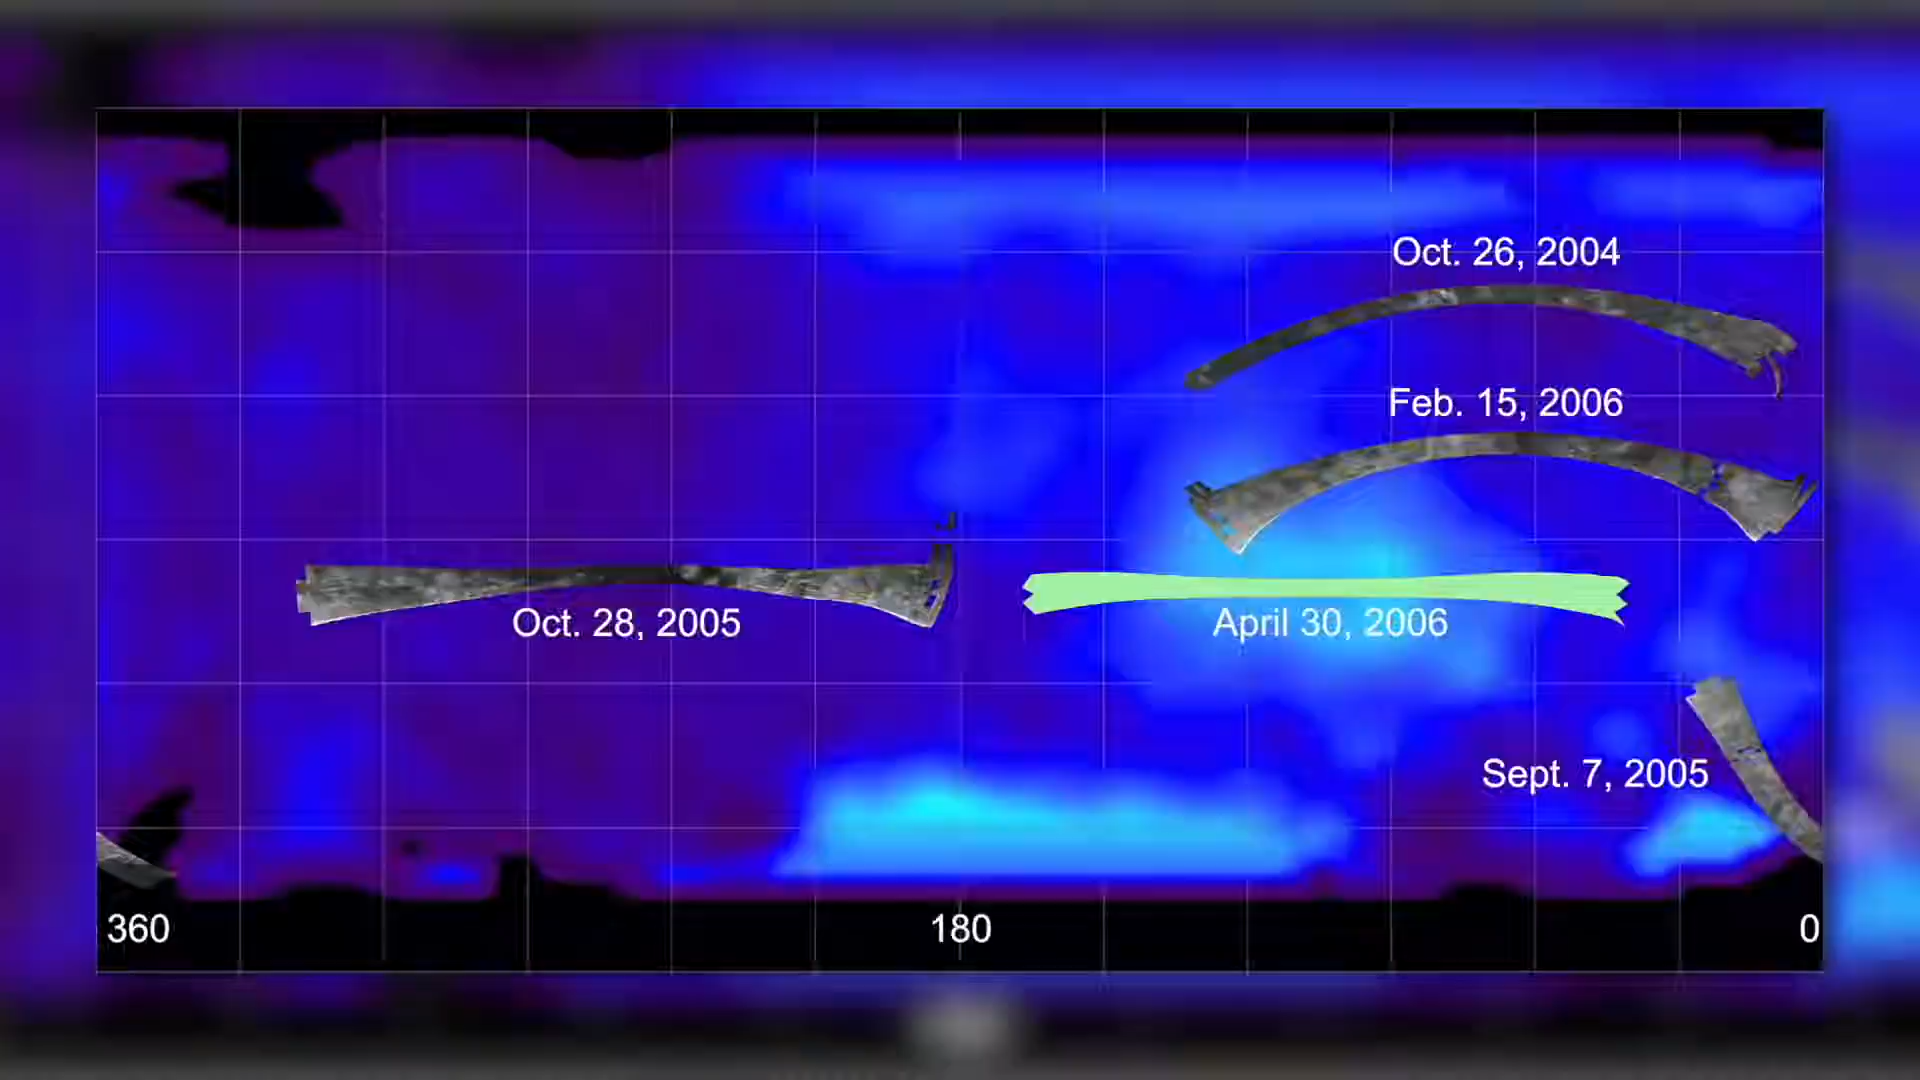 Oct. 26, 2004
Feb. 15, 2006
Oct. 28, 2005
April 30, 2006
Sept. 7, 2005
360
180
0